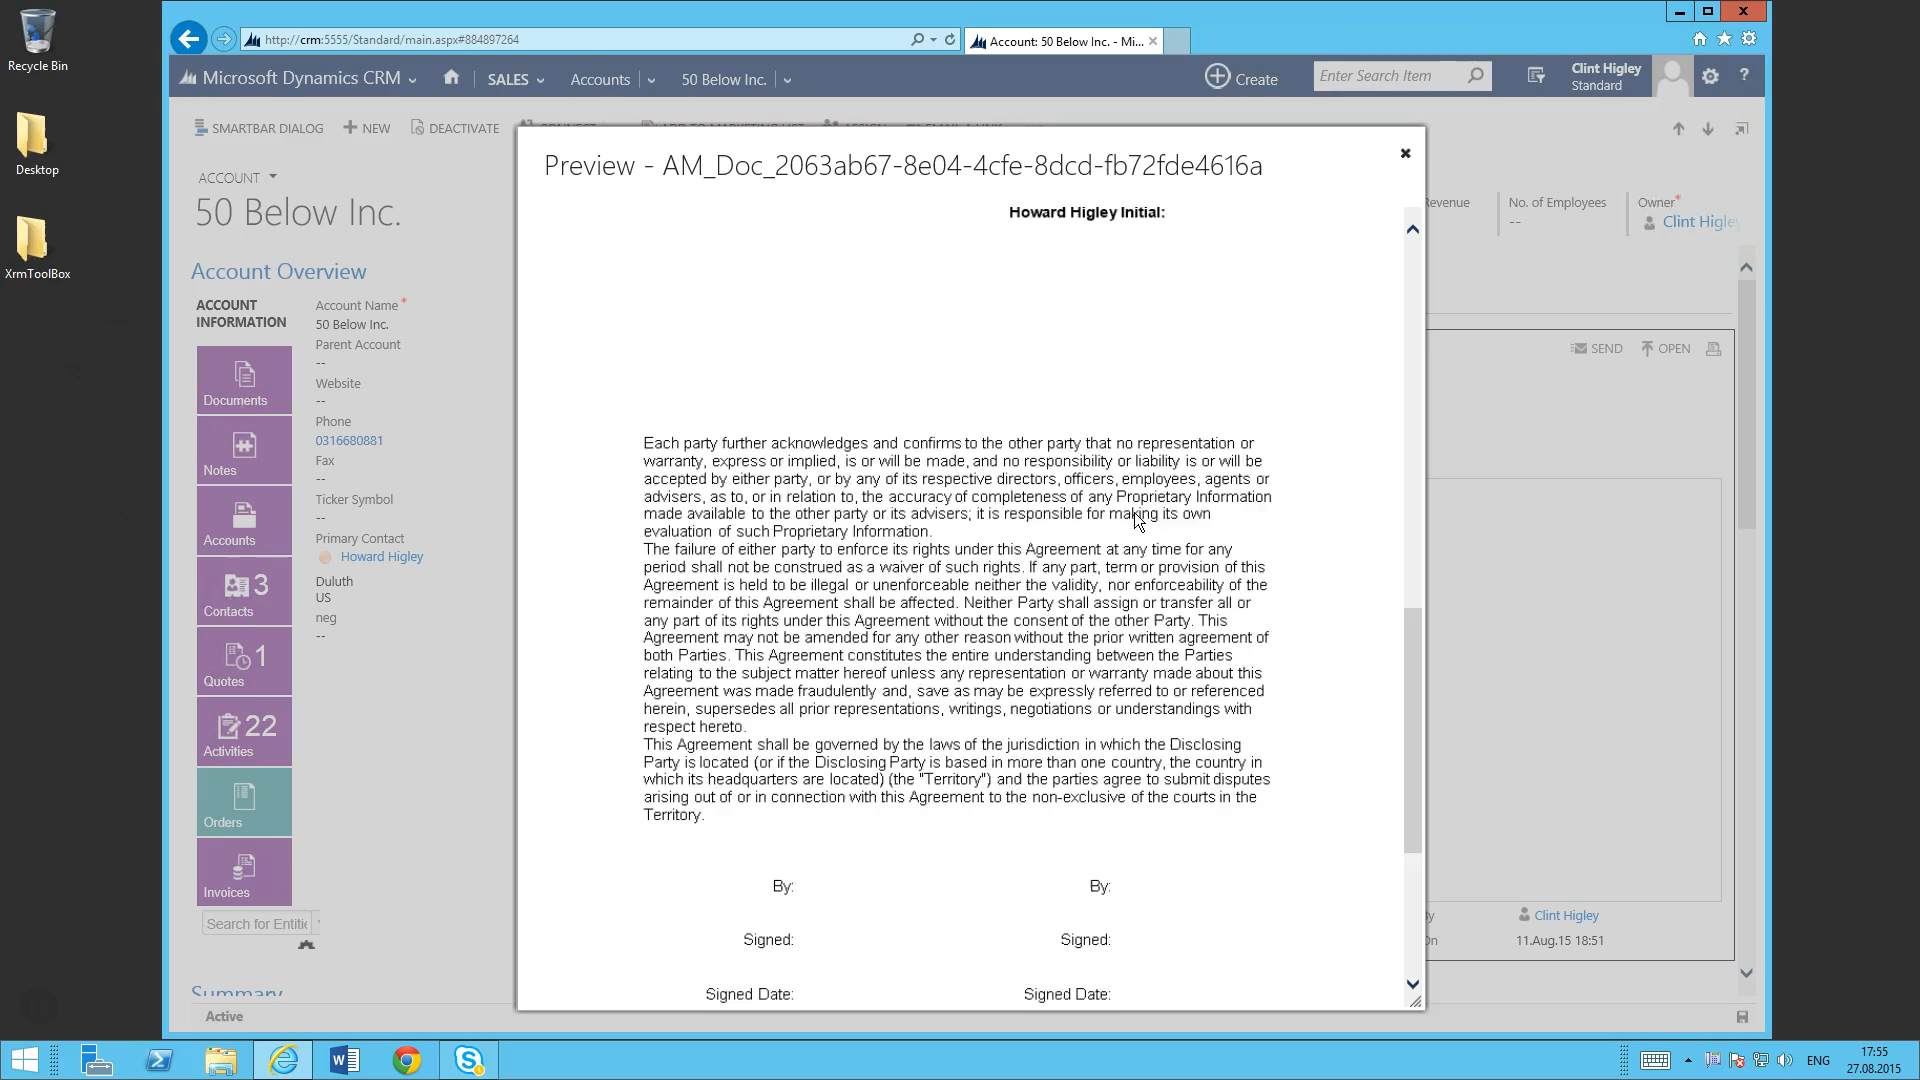 Recycle Bin
Desktop
XrmToolBox
http://crm:5555/Standard/main.aspx#884897264
Account: 50 Below Inc. - Mi...
Microsoft Dynamics CRM
SALES
Accounts
50 Below Inc.
Create
Enter Search Item
Clint Higley
Standard
SMARTBAR DIALOG
NEW
DEACTIVATE
ACCOUNT
50 Below Inc.
Revenue
No. of Employees
--
Owner*
Clint Higley
Account Overview
ACCOUNT
INFORMATION
Documents
Notes
Accounts
3
Contacts
1
Quotes
22
Activities
Orders
Invoices
Search for Entitie
Account Name *
50 Below Inc.
Parent Account
--
Website
--
Phone
0316680881
Fax
--
Ticker Symbol
--
Primary Contact
Howard Higley
Duluth
US
neg
--
Summary
Active
Preview - AM_Doc_2063ab67-8e04-4cfe-8dcd-fb72fde4616a
Howard Higley Initial:
Each party further acknowledges and confirms to the other party that no representation or
warranty, express or implied, is or will be made, and no responsibility or liability is or will be
accepted by either party, or by any of its respective directors, officers, employees, agents or
advisers, as to, or in relation to, the accuracy of completeness of any Proprietary Information
made available to the other party or its advisers; it is responsible for making its own
evaluation of such Proprietary Information.
The failure of either party to enforce its rights under this Agreement at any time for any
period shall not be construed as a waiver of such rights. If any part, term or provision of this
Agreement is held to be illegal or unenforceable neither the validity, nor enforceability of the
remainder of this Agreement shall be affected. Neither Party shall assign or transfer all or
any part of its rights under this Agreement without the consent of the other Party. This
Agreement may not be amended for any other reason without the prior written agreement of
both Parties. This Agreement constitutes the entire understanding between the Parties
relating to the subject matter hereof unless any representation or warranty made about this
Agreement was made fraudulently and, save as may be expressly referred to or referenced
herein, supersedes all prior representations, writings, negotiations or understandings with
respect hereto.
This Agreement shall be governed by the laws of the jurisdiction in which the Disclosing
Party is located (or if the Disclosing Party is based in more than one country, the country in
which its headquarters are located) (the "Territory") and the parties agree to submit disputes
arising out of or in connection with this Agreement to the non-exclusive of the courts in the
Territory.
By: By:
Signed: Signed:
Signed Date: Signed Date:
SEND
OPEN
Clint Higley
11.Aug.15 18:51
ENG
17:55
27.08.2015